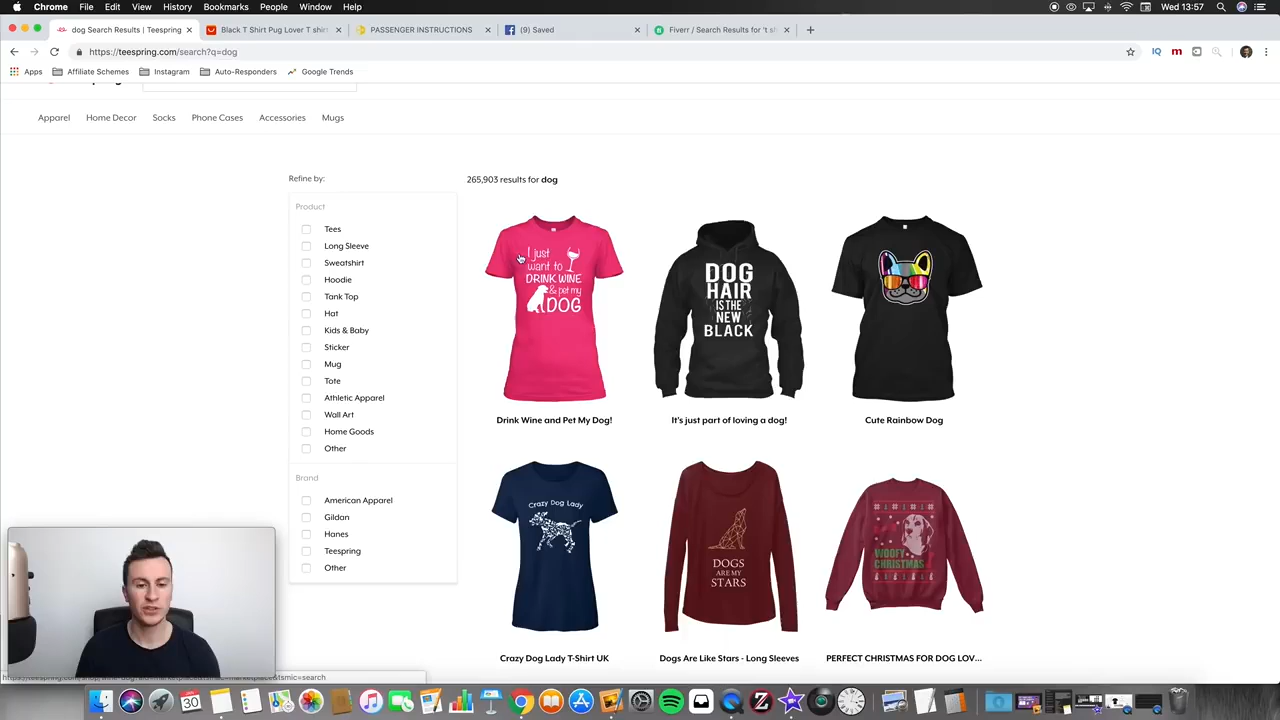 Chrome File Edit View History Bookmarks People Window Help Wed 13:57
dog Search Results | Teespring Black T Shirt Pug Lover T shirt PASSENGER INSTRUCTIONS (9) Saved Fiverr / Search Results for 't sh
https://teespring.com/search?q=dog
Apps Affiliate Schemes Instagram Auto-Responders Google Trends
Apparel Home Decor Socks Phone Cases Accessories Mugs
Refine by:
265,903 results for dog
Product
Tees
Long Sleeve
Sweatshirt
Hoodie
Tank Top
Hat
Kids & Baby
Sticker
Mug
Tote
Athletic Apparel
Wall Art
Home Goods
Other
Brand
American Apparel
Gildan
Hanes
Teespring
Other
I just
want to
DRINK WINE
& pet my
DOG
Drink Wine and Pet My Dog!
DOG
HAIR
IS THE
NEW
BLACK
It's just part of loving a dog!
Cute Rainbow Dog
Crazy Dog Lady
Crazy Dog Lady T-Shirt UK
DOGS
ARE MY
STARS
Dogs Are Like Stars - Long Sleeves
WOOFY
CHRISTMAS
PERFECT CHRISTMAS FOR DOG LOV...
30